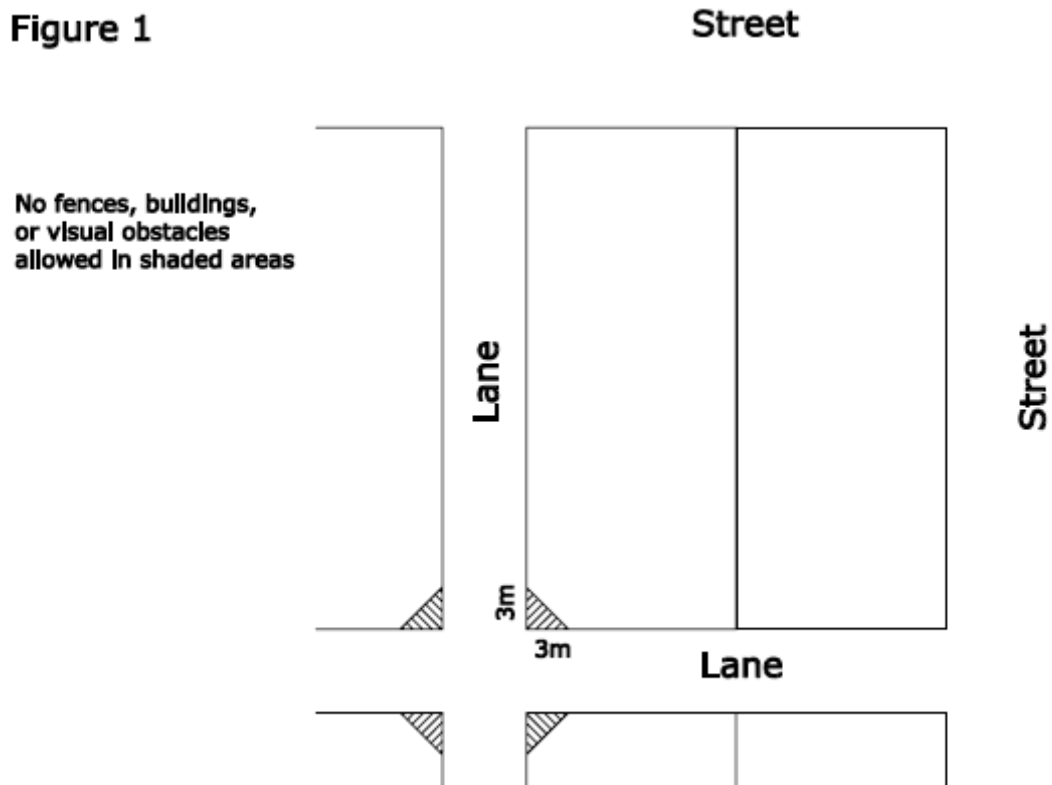 Figure 1
Street
No fences, buildings,
or visual obstacles
allowed in shaded areas
Lane
Street
3m
3m
Lane